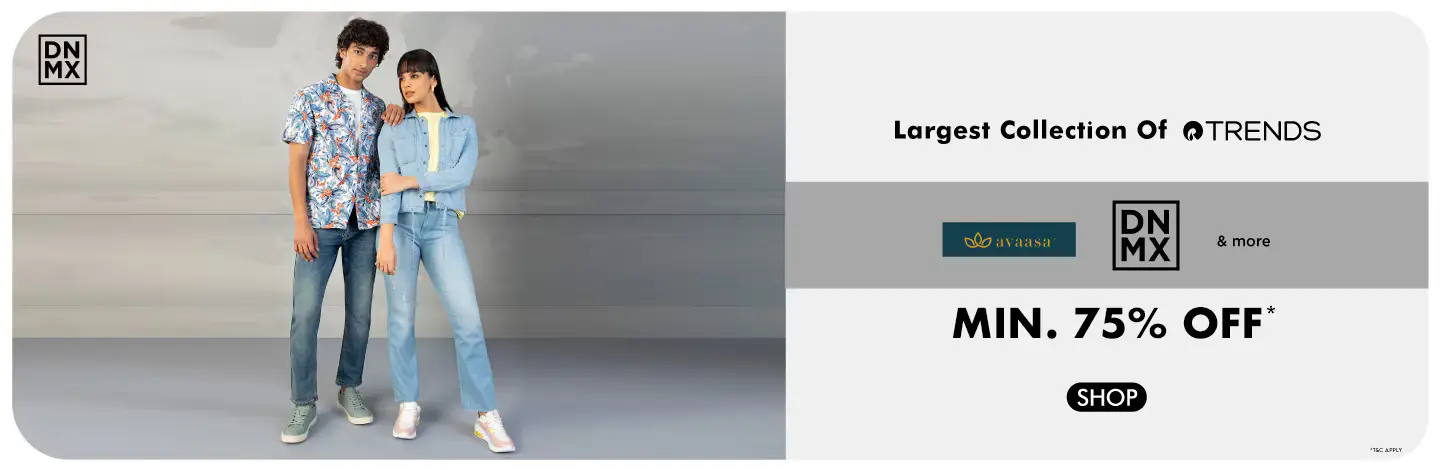 DN
MX
Largest Collection Of TRENDS
avaasa
DN
MX
& more
MIN. 75% OFF*
SHOP
*T&C APPLY